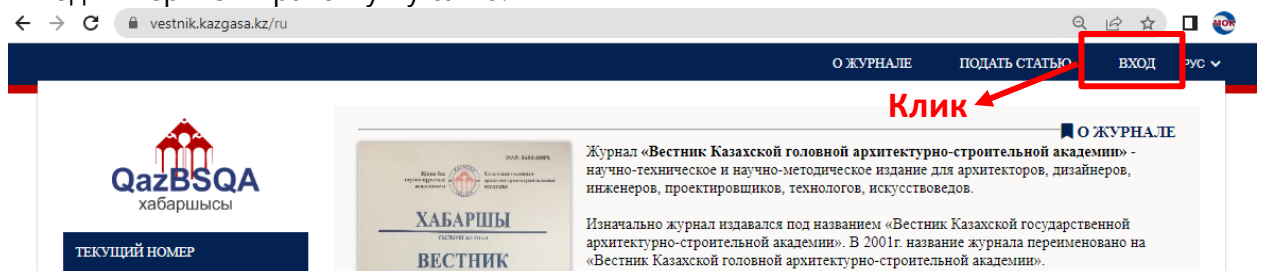 vestnik.kazgasa.kz/ru
О ЖУРНАЛЕ ПОДАТЬ СТАТЬЮ ВХОД РУС
Клик
QazBSQA
хабаршысы
ТЕКУЩИЙ НОМЕР
ХАБАРШЫ
ВЕСТНИК
О ЖУРНАЛЕ
Журнал «Вестник Казахской головной архитектурно-строительной академии» -
научно-техническое и научно-методическое издание для архитекторов, дизайнеров,
инженеров, проектировщиков, технологов, искусствоведов.
Изначально журнал издавался под названием «Вестник Казахской государственной
архитектурно-строительной академии». В 2001г. название журнала переименовано на
«Вестник Казахской головной архитектурно-строительной академии».